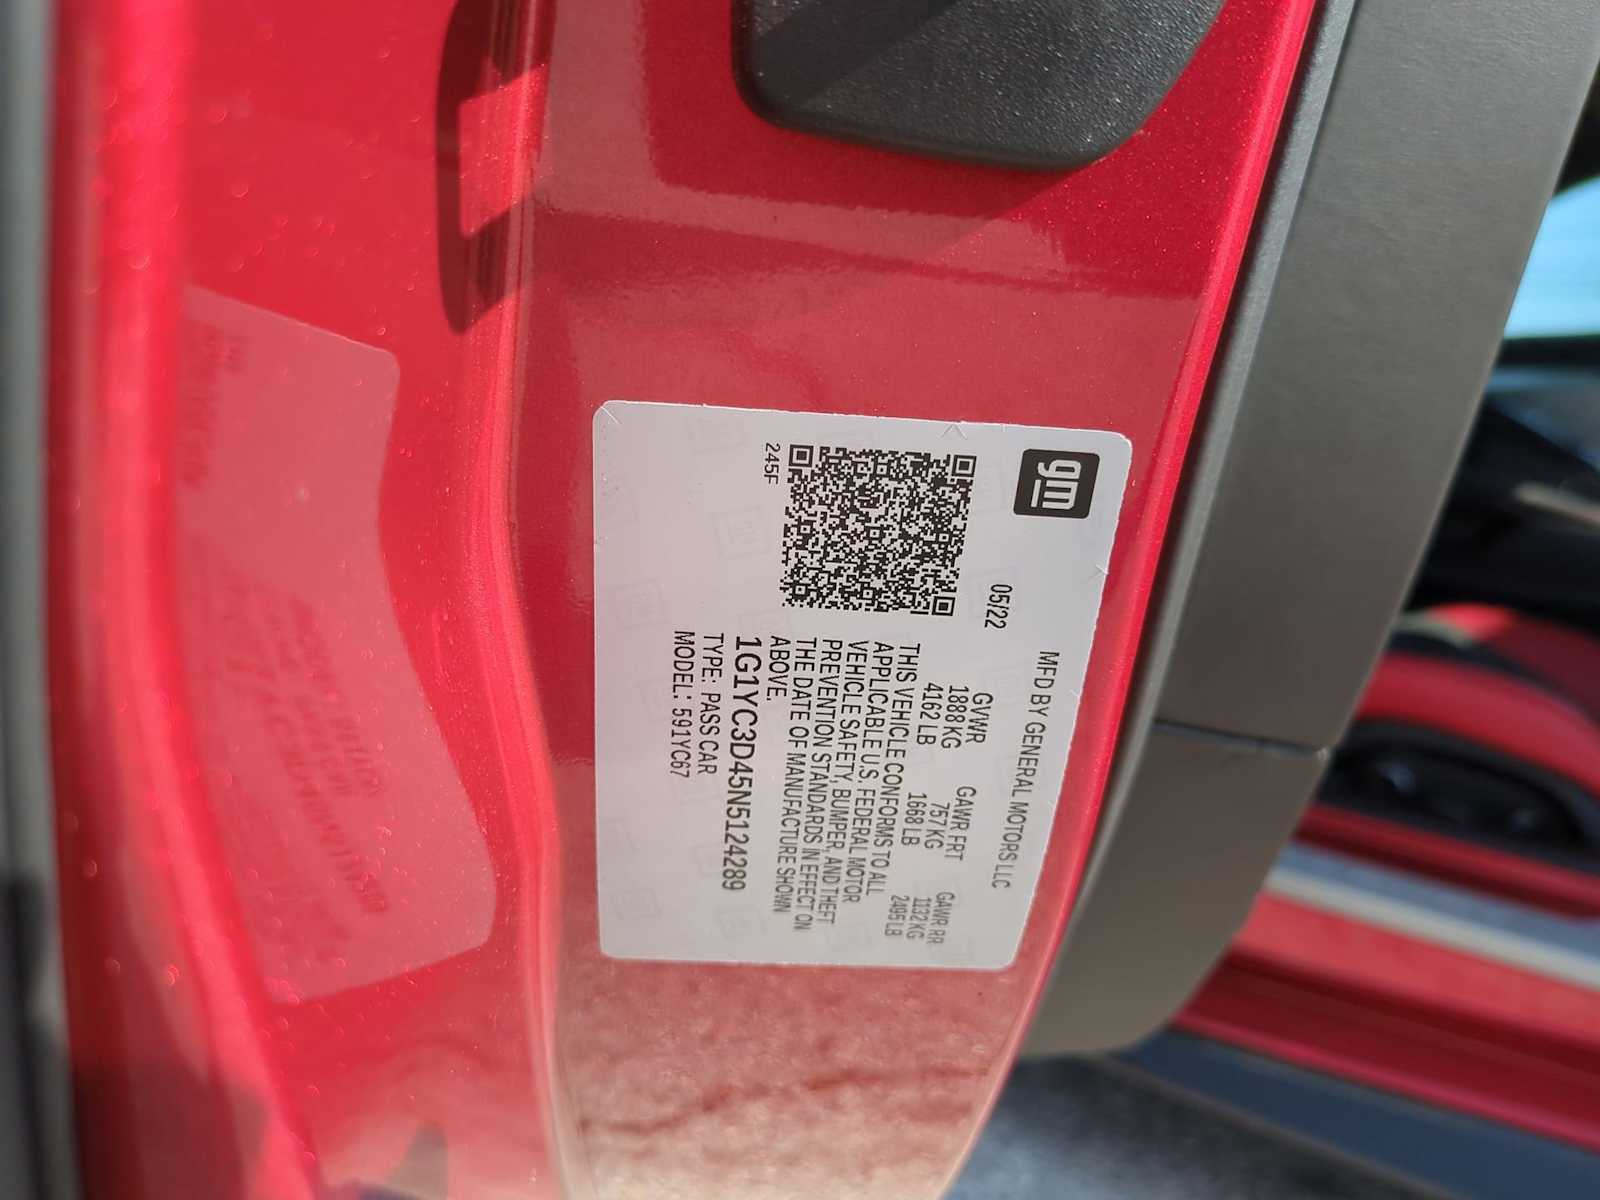 gm
MFD BY GENERAL MOTORS LLC
05/22
GVWR GAWR FRT GAWR RR
1888 KG 757 KG 1132 KG
4162 LB 1668 LB 2495 LB
THIS VEHICLE CONFORMS TO ALL
APPLICABLE U.S. FEDERAL MOTOR
VEHICLE SAFETY, BUMPER, AND THEFT
PREVENTION STANDARDS IN EFFECT ON
THE DATE OF MANUFACTURE SHOWN
ABOVE.
1G1YC3D45N5124289
TYPE: PASS CAR
MODEL: 591YC67
245F